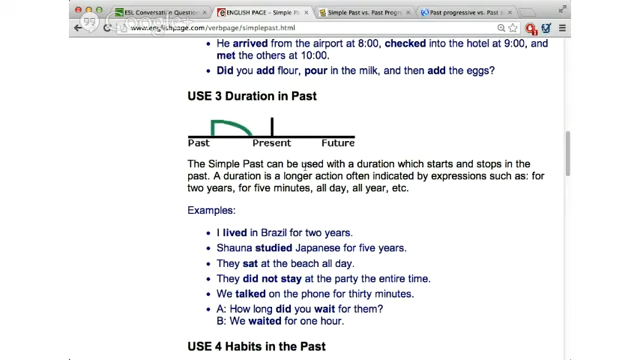 ESL Conversation Question
ENGLISH PAGE - Simple Pa
Simple Past vs. Past Prog
Past progressive vs. Past
www.englishpage.com/verbpage/simplepast.html
He arrived from the airport at 8:00, checked into the hotel at 9:00, and
met the others at 10:00.
Did you add flour, pour in the milk, and then add the eggs?
USE 3 Duration in Past
Past Present Future
The Simple Past can be used with a duration which starts and stops in the
past. A duration is a longer action often indicated by expressions such as: for
two years, for five minutes, all day, all year, etc.
Examples:
I lived in Brazil for two years.
Shauna studied Japanese for five years.
They sat at the beach all day.
They did not stay at the party the entire time.
We talked on the phone for thirty minutes.
A: How long did you wait for them?
B: We waited for one hour.
USE 4 Habits in the Past